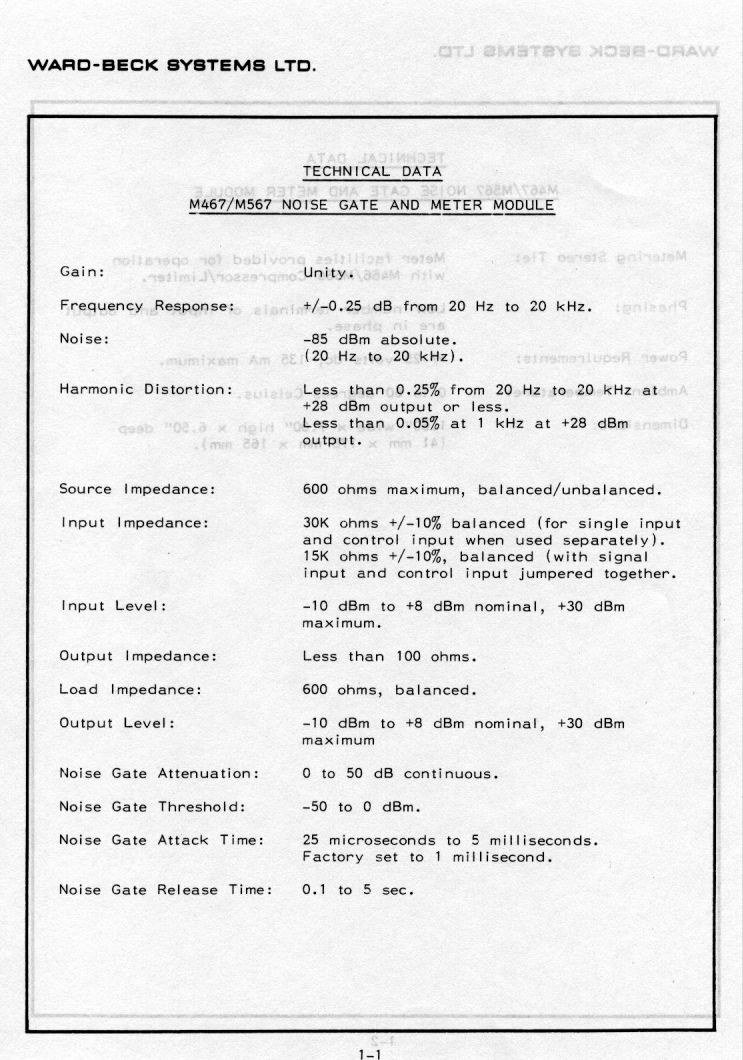 WARD-BECK SYSTEMS LTD.
TECHNICAL DATA
M467/M567 NOISE GATE AND METER MODULE
Gain: Unity.
Frequency Response: +/-0.25 dB from 20 Hz to 20 kHz.
Noise: -85 dBm absolute.
(20 Hz to 20 kHz).
Harmonic Distortion: Less than 0.25% from 20 Hz to 20 kHz at
+28 dBm output or less.
Less than 0.05% at 1 kHz at +28 dBm
output.
Source Impedance: 600 ohms maximum, balanced/unbalanced.
Input Impedance: 30K ohms +/-10% balanced (for single input
and control input when used separately).
15K ohms +/-10%, balanced (with signal
input and control input jumpered together.
Input Level: -10 dBm to +8 dBm nominal, +30 dBm
maximum.
Output Impedance: Less than 100 ohms.
Load Impedance: 600 ohms, balanced.
Output Level: -10 dBm to +8 dBm nominal, +30 dBm
maximum
Noise Gate Attenuation: 0 to 50 dB continuous.
Noise Gate Threshold: -50 to 0 dBm.
Noise Gate Attack Time: 25 microseconds to 5 milliseconds.
Factory set to 1 millisecond.
Noise Gate Release Time: 0.1 to 5 sec.
1-1